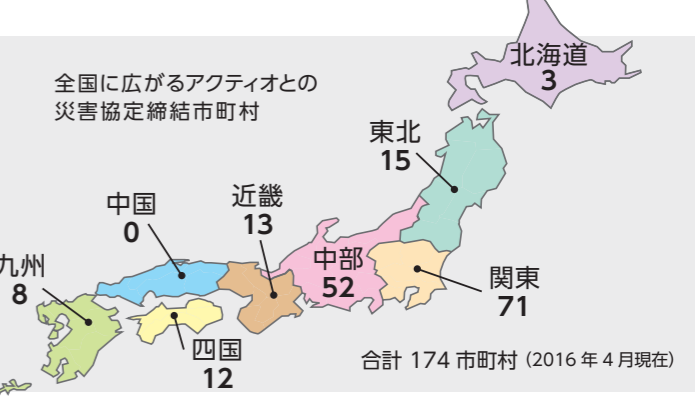 北海道
3
全国に広がるアクティオとの
災害協定締結市町村
東北
15
近畿
13
中国
0
中部
52
九州
8
関東
71
四国
12
合計 174 市町村（2016 年 4 月現在）